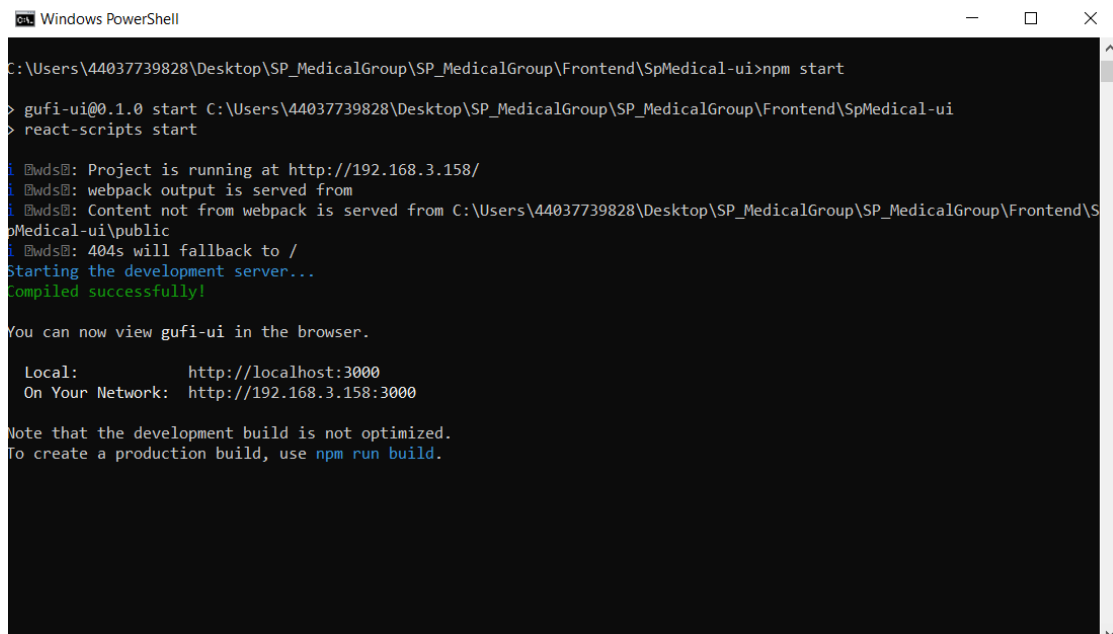 Windows PowerShell
C:\Users\44037739828\Desktop\SP_MedicalGroup\SP_MedicalGroup\Frontend\SpMedical-ui>npm start
> gufi-ui@0.1.0 start C:\Users\44037739828\Desktop\SP_MedicalGroup\SP_MedicalGroup\Frontend\SpMedical-ui
> react-scripts start
i ⍰wds⍰: Project is running at http://192.168.3.158/
i ⍰wds⍰: webpack output is served from
i ⍰wds⍰: Content not from webpack is served from C:\Users\44037739828\Desktop\SP_MedicalGroup\SP_MedicalGroup\Frontend\S
pMedical-ui\public
i ⍰wds⍰: 404s will fallback to /
Starting the development server...
Compiled successfully!
You can now view gufi-ui in the browser.
Local: http://localhost:3000
On Your Network: http://192.168.3.158:3000
Note that the development build is not optimized.
To create a production build, use npm run build.